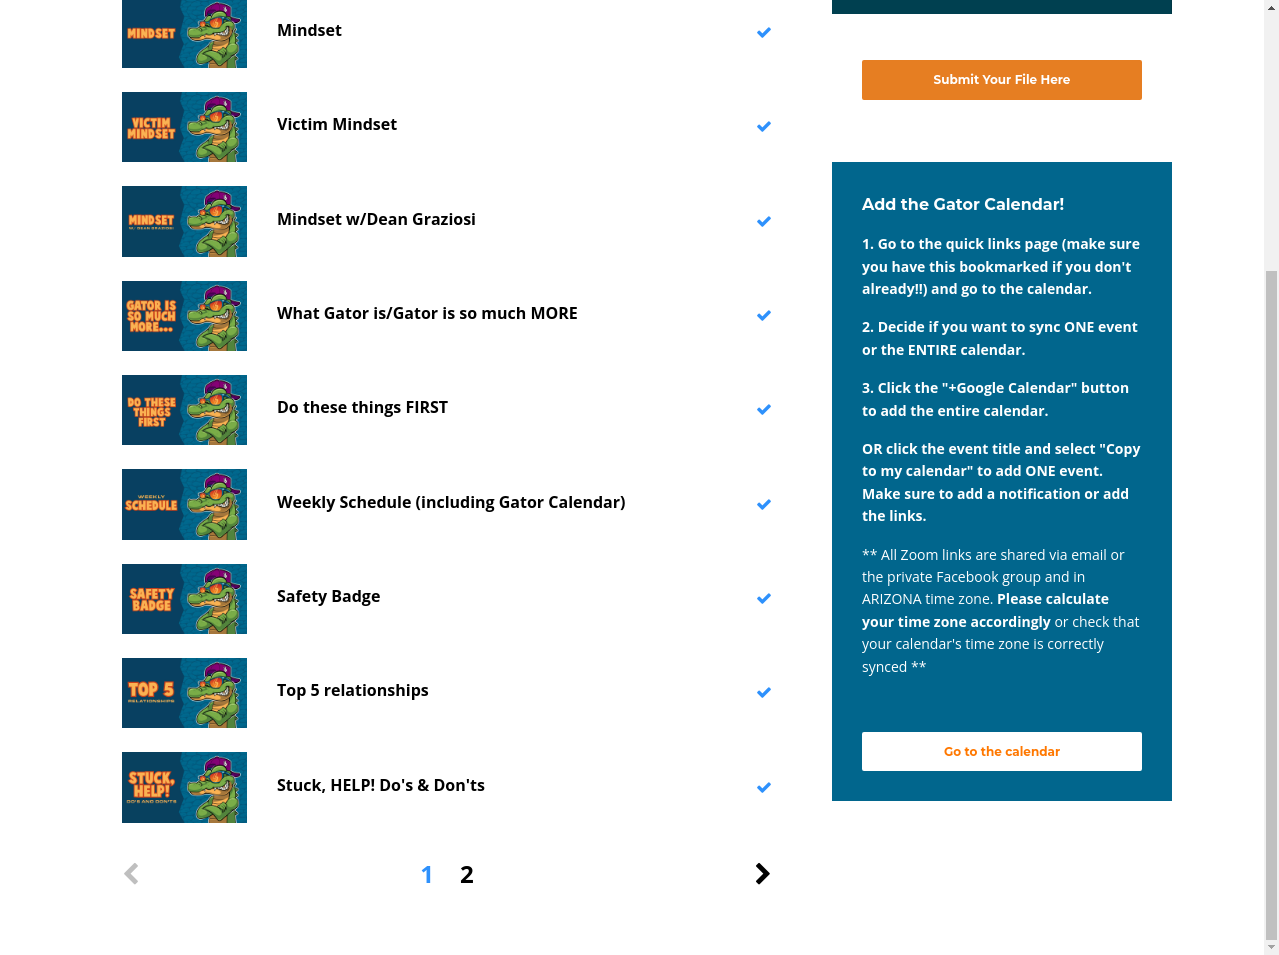 MINDSET
Mindset
VICTIM
MINDSET
Victim Mindset
MINDSET
W/ DEAN GRAZIOSI
Mindset w/Dean Graziosi
GATOR IS
SO MUCH
MORE...
What Gator is/Gator is so much MORE
DO THESE
THINGS
FIRST
Do these things FIRST
WEEKLY
SCHEDULE
Weekly Schedule (including Gator Calendar)
SAFETY
BADGE
Safety Badge
TOP 5
RELATIONSHIPS
Top 5 relationships
STUCK,
HELP!
DO'S AND DON'TS
Stuck, HELP! Do's & Don'ts
1 2
Submit Your File Here
Add the Gator Calendar!
1. Go to the quick links page (make sure
you have this bookmarked if you don't
already!!) and go to the calendar.
2. Decide if you want to sync ONE event
or the ENTIRE calendar.
3. Click the "+Google Calendar" button
to add the entire calendar.
OR click the event title and select "Copy
to my calendar" to add ONE event.
Make sure to add a notification or add
the links.
** All Zoom links are shared via email or
the private Facebook group and in
ARIZONA time zone. Please calculate
your time zone accordingly or check that
your calendar's time zone is correctly
synced **
Go to the calendar